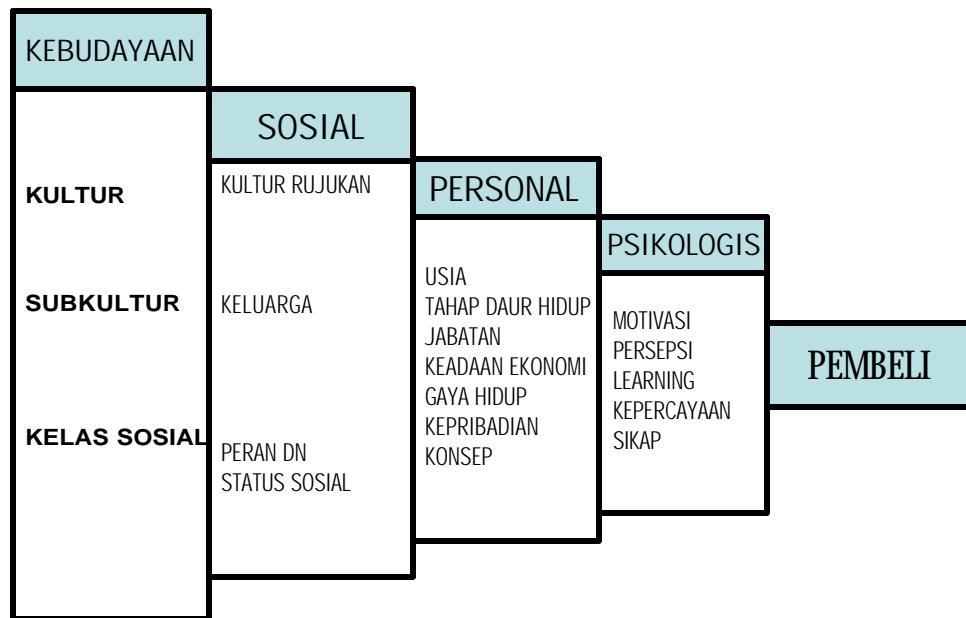 KEBUDAYAAN
KULTUR
SUBKULTUR
KELAS SOSIAL
SOSIAL
KULTUR RUJUKAN
KELUARGA
PERAN DN
STATUS SOSIAL
PERSONAL
USIA
TAHAP DAUR HIDUP
JABATAN
KEADAAN EKONOMI
GAYA HIDUP
KEPRIBADIAN
KONSEP
PSIKOLOGIS
MOTIVASI
PERSEPSI
LEARNING
KEPERCAYAAN
SIKAP
PEMBELI